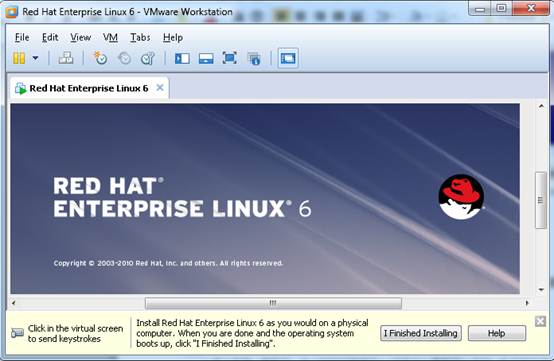 Red Hat Enterprise Linux 6 - VMware Workstation
File Edit View VM Tabs Help
Red Hat Enterprise Linux 6
RED HAT®
ENTERPRISE LINUX® 6
Copyright © 2003-2010 Red Hat, Inc. and others. All rights reserved.
Click in the virtual screen
to send keystrokes
Install Red Hat Enterprise Linux 6 as you would on a physical
computer. When you are done and the operating system
boots up, click "I Finished Installing".
I Finished Installing
Help